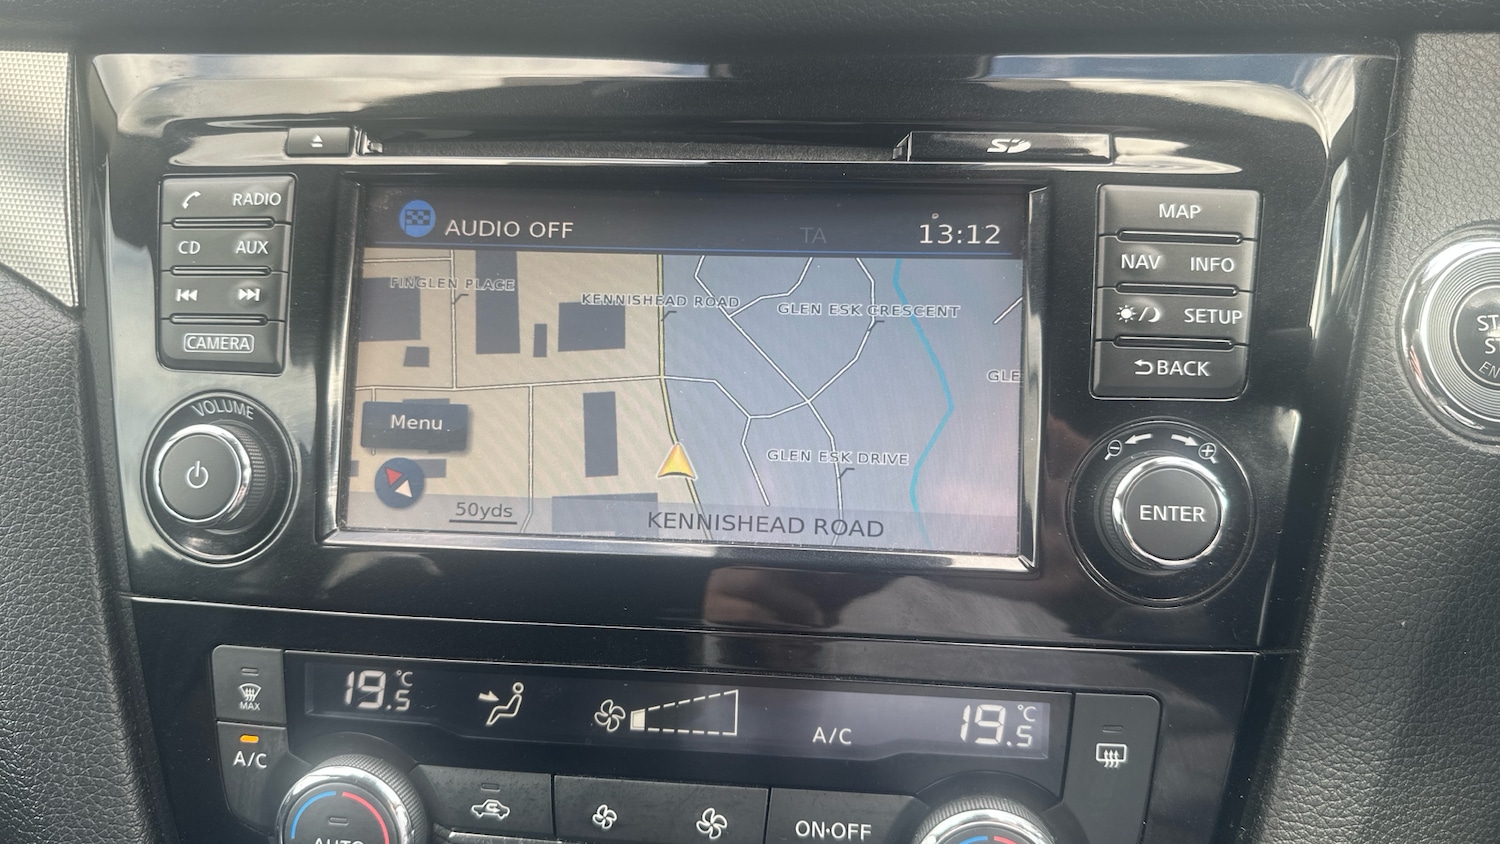 SD
RADIO
CD AUX
CAMERA
VOLUME
AUDIO OFF TA 13:12
FINGLEN PLACE
KENNISHEAD ROAD
GLEN ESK CRESCENT
GLE
Menu
GLEN ESK DRIVE
50yds
KENNISHEAD ROAD
MAP
NAV INFO
SETUP
BACK
ENTER
MAX
A/C
19.5°C
A/C
19.5°C
AUTO
ON·OFF